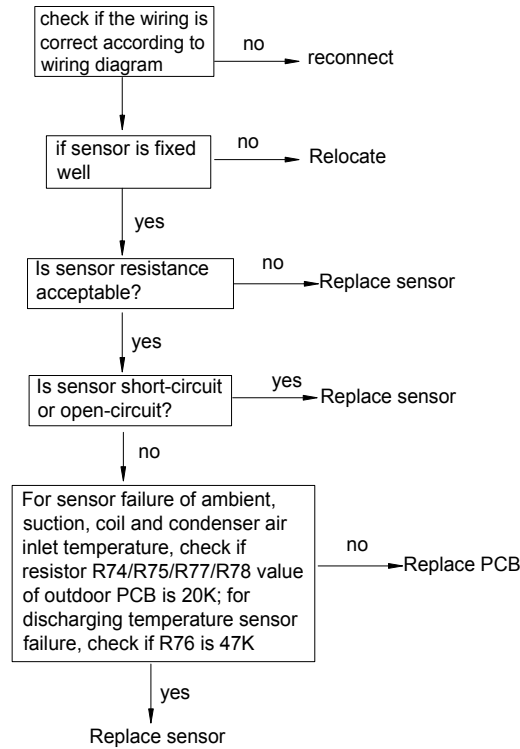 check if the wiring is
correct according to
wiring diagram
no
reconnect
if sensor is fixed
well
no
Relocate
yes
Is sensor resistance
acceptable?
no
Replace sensor
yes
Is sensor short-circuit
or open-circuit?
yes
Replace sensor
no
For sensor failure of ambient,
suction, coil and condenser air
inlet temperature, check if
resistor R74/R75/R77/R78 value
of outdoor PCB is 20K; for
discharging temperature sensor
failure, check if R76 is 47K
no
Replace PCB
yes
Replace sensor